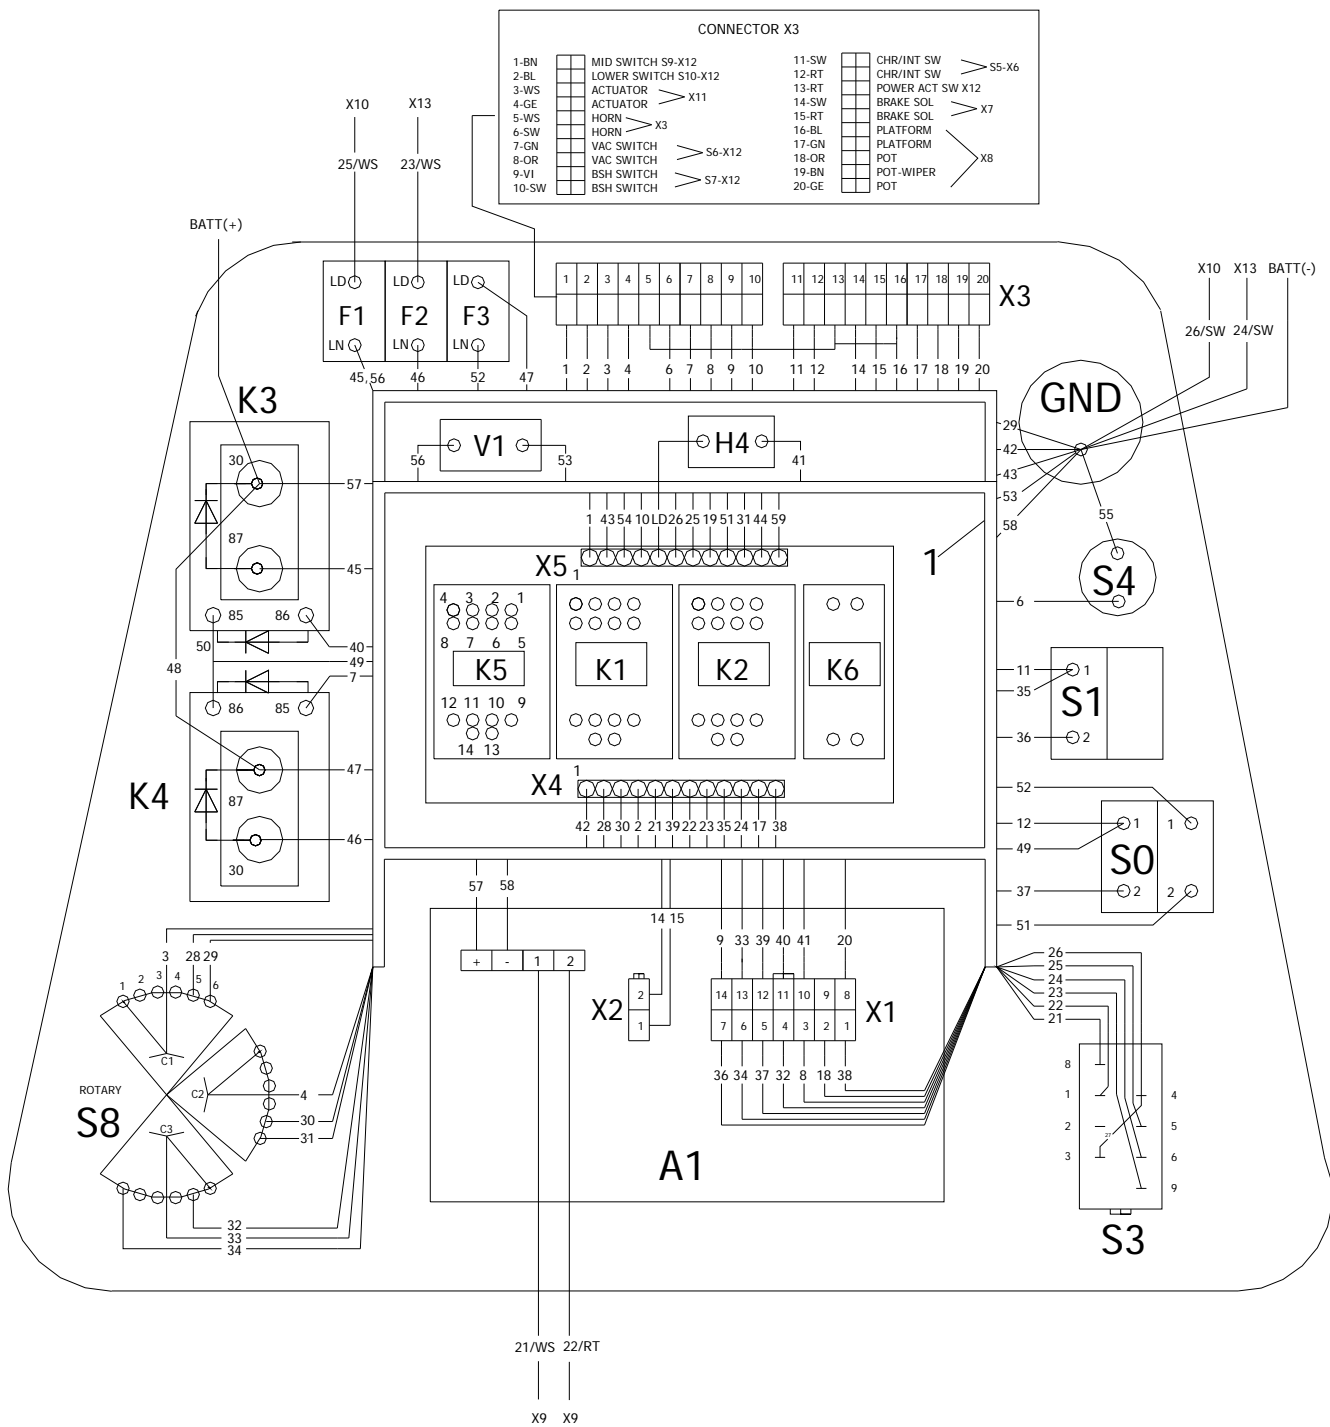 CONNECTOR X3
1-BN MID SWITCH S9-X12
2-BL LOWER SWITCH S10-X12
3-WS ACTUATOR
4-GE ACTUATOR
X11
5-WS HORN
6-SW HORN
X3
7-GN VAC SWITCH
8-OR VAC SWITCH
S6-X12
9-VI BSH SWITCH
10-SW BSH SWITCH
S7-X12
11-SW CHR/INT SW
12-RT CHR/INT SW
S5-X6
13-RT POWER ACT SW X12
14-SW BRAKE SOL
15-RT BRAKE SOL
X7
16-BL PLATFORM
17-GN PLATFORM
18-OR POT
19-BN POT-WIPER
20-GE POT
X8
X10 X13
25/WS 23/WS
BATT(+)
X10 X13 BATT(-)
26/SW 24/SW
LD LD LD
F1 F2 F3
LN LN LN
45,56 46 52 47
1 2 3 4 5 6 7 8 9 10 11 12 13 14 15 16 17 18 19 20
X3
1 2 3 4 6 7 8 9 10 11 12 14 15 16 17 18 19 20
K3
30
87
85 86
57
45
50
40
49
7
48
86 85
K4
87
30
47
46
56 V1 53
H4 41
GND
29
42
43
53
58
55
S4
6
1
1 43 54 10 LD 26 25 19 51 31 44 59
X5
1
4 3 2 1
8 7 6 5
K5 K1 K2 K6
12 11 10 9
14 13
X4
1
42 28 30 2 21 39 22 23 35 24 17 38
11
35
36
1
S1
2
52
12
49
37
51
1 1
S0
2 2
57 58
14 15
9 33 39 40 41 20
+ - 1 2
X2
2
1
14 13 12 11 10 9 8
7 6 5 4 3 2 1
X1
36 34 37 32 8 18 38
A1
3 28 29
1 2 3 4 5 6
C1
ROTARY
S8
C2
C3
4
30
31
32
33
34
26
25
24
23
22
21
8
1 4
2 5
27
3 6
9
S3
21/WS 22/RT
X9 X9